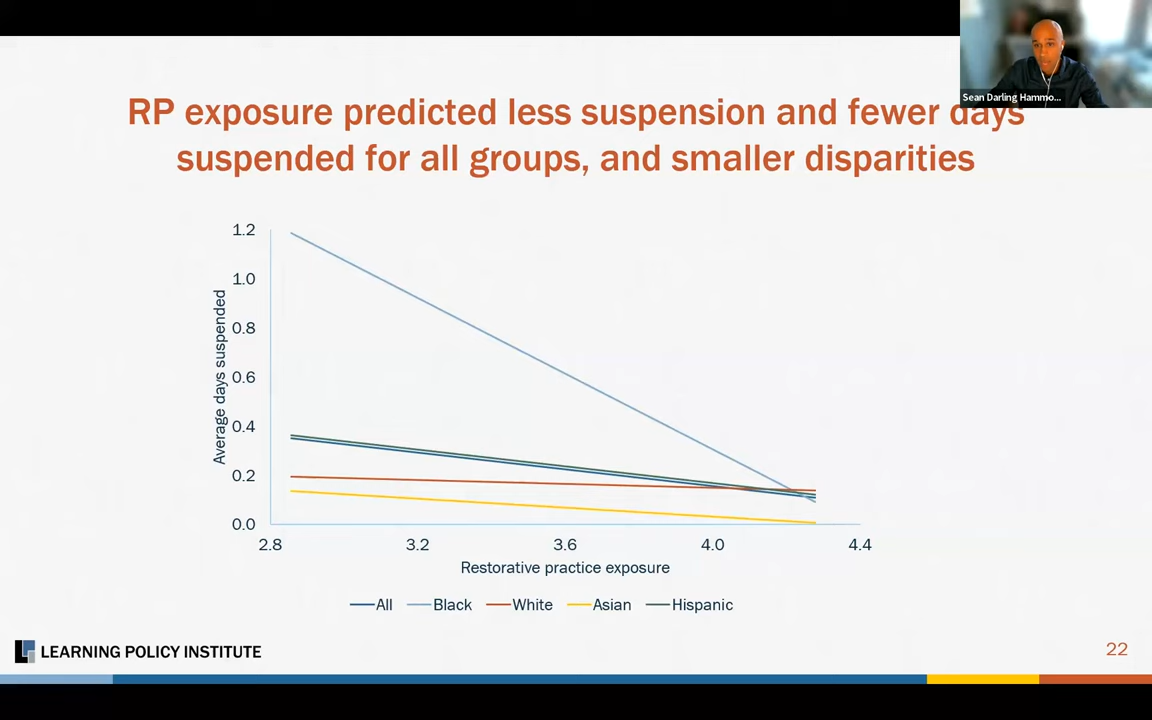 Sean Darling Hammo...
RP exposure predicted less suspension and fewer days
suspended for all groups, and smaller disparities
1.2
1.0
0.8
0.6
0.4
0.2
0.0
Average days suspended
2.8
3.2
3.6
4.0
4.4
Restorative practice exposure
All
Black
White
Asian
Hispanic
LEARNING POLICY INSTITUTE
22